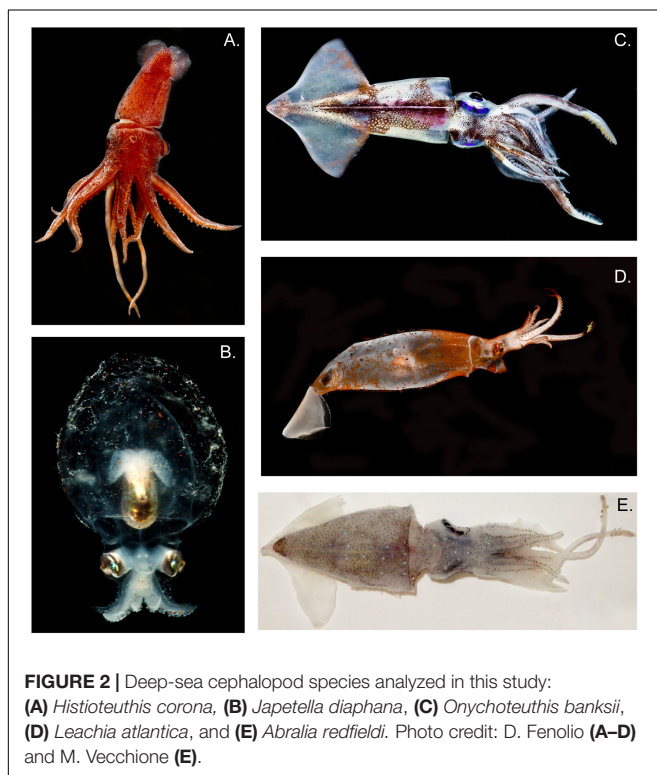 A.
C.
D.
B.
E.
FIGURE 2 | Deep-sea cephalopod species analyzed in this study:
(A) Histioteuthis corona, (B) Japetella diaphana, (C) Onychoteuthis banksii,
(D) Leachia atlantica, and (E) Abralia redfieldi. Photo credit: D. Fenolio (A–D)
and M. Vecchione (E).